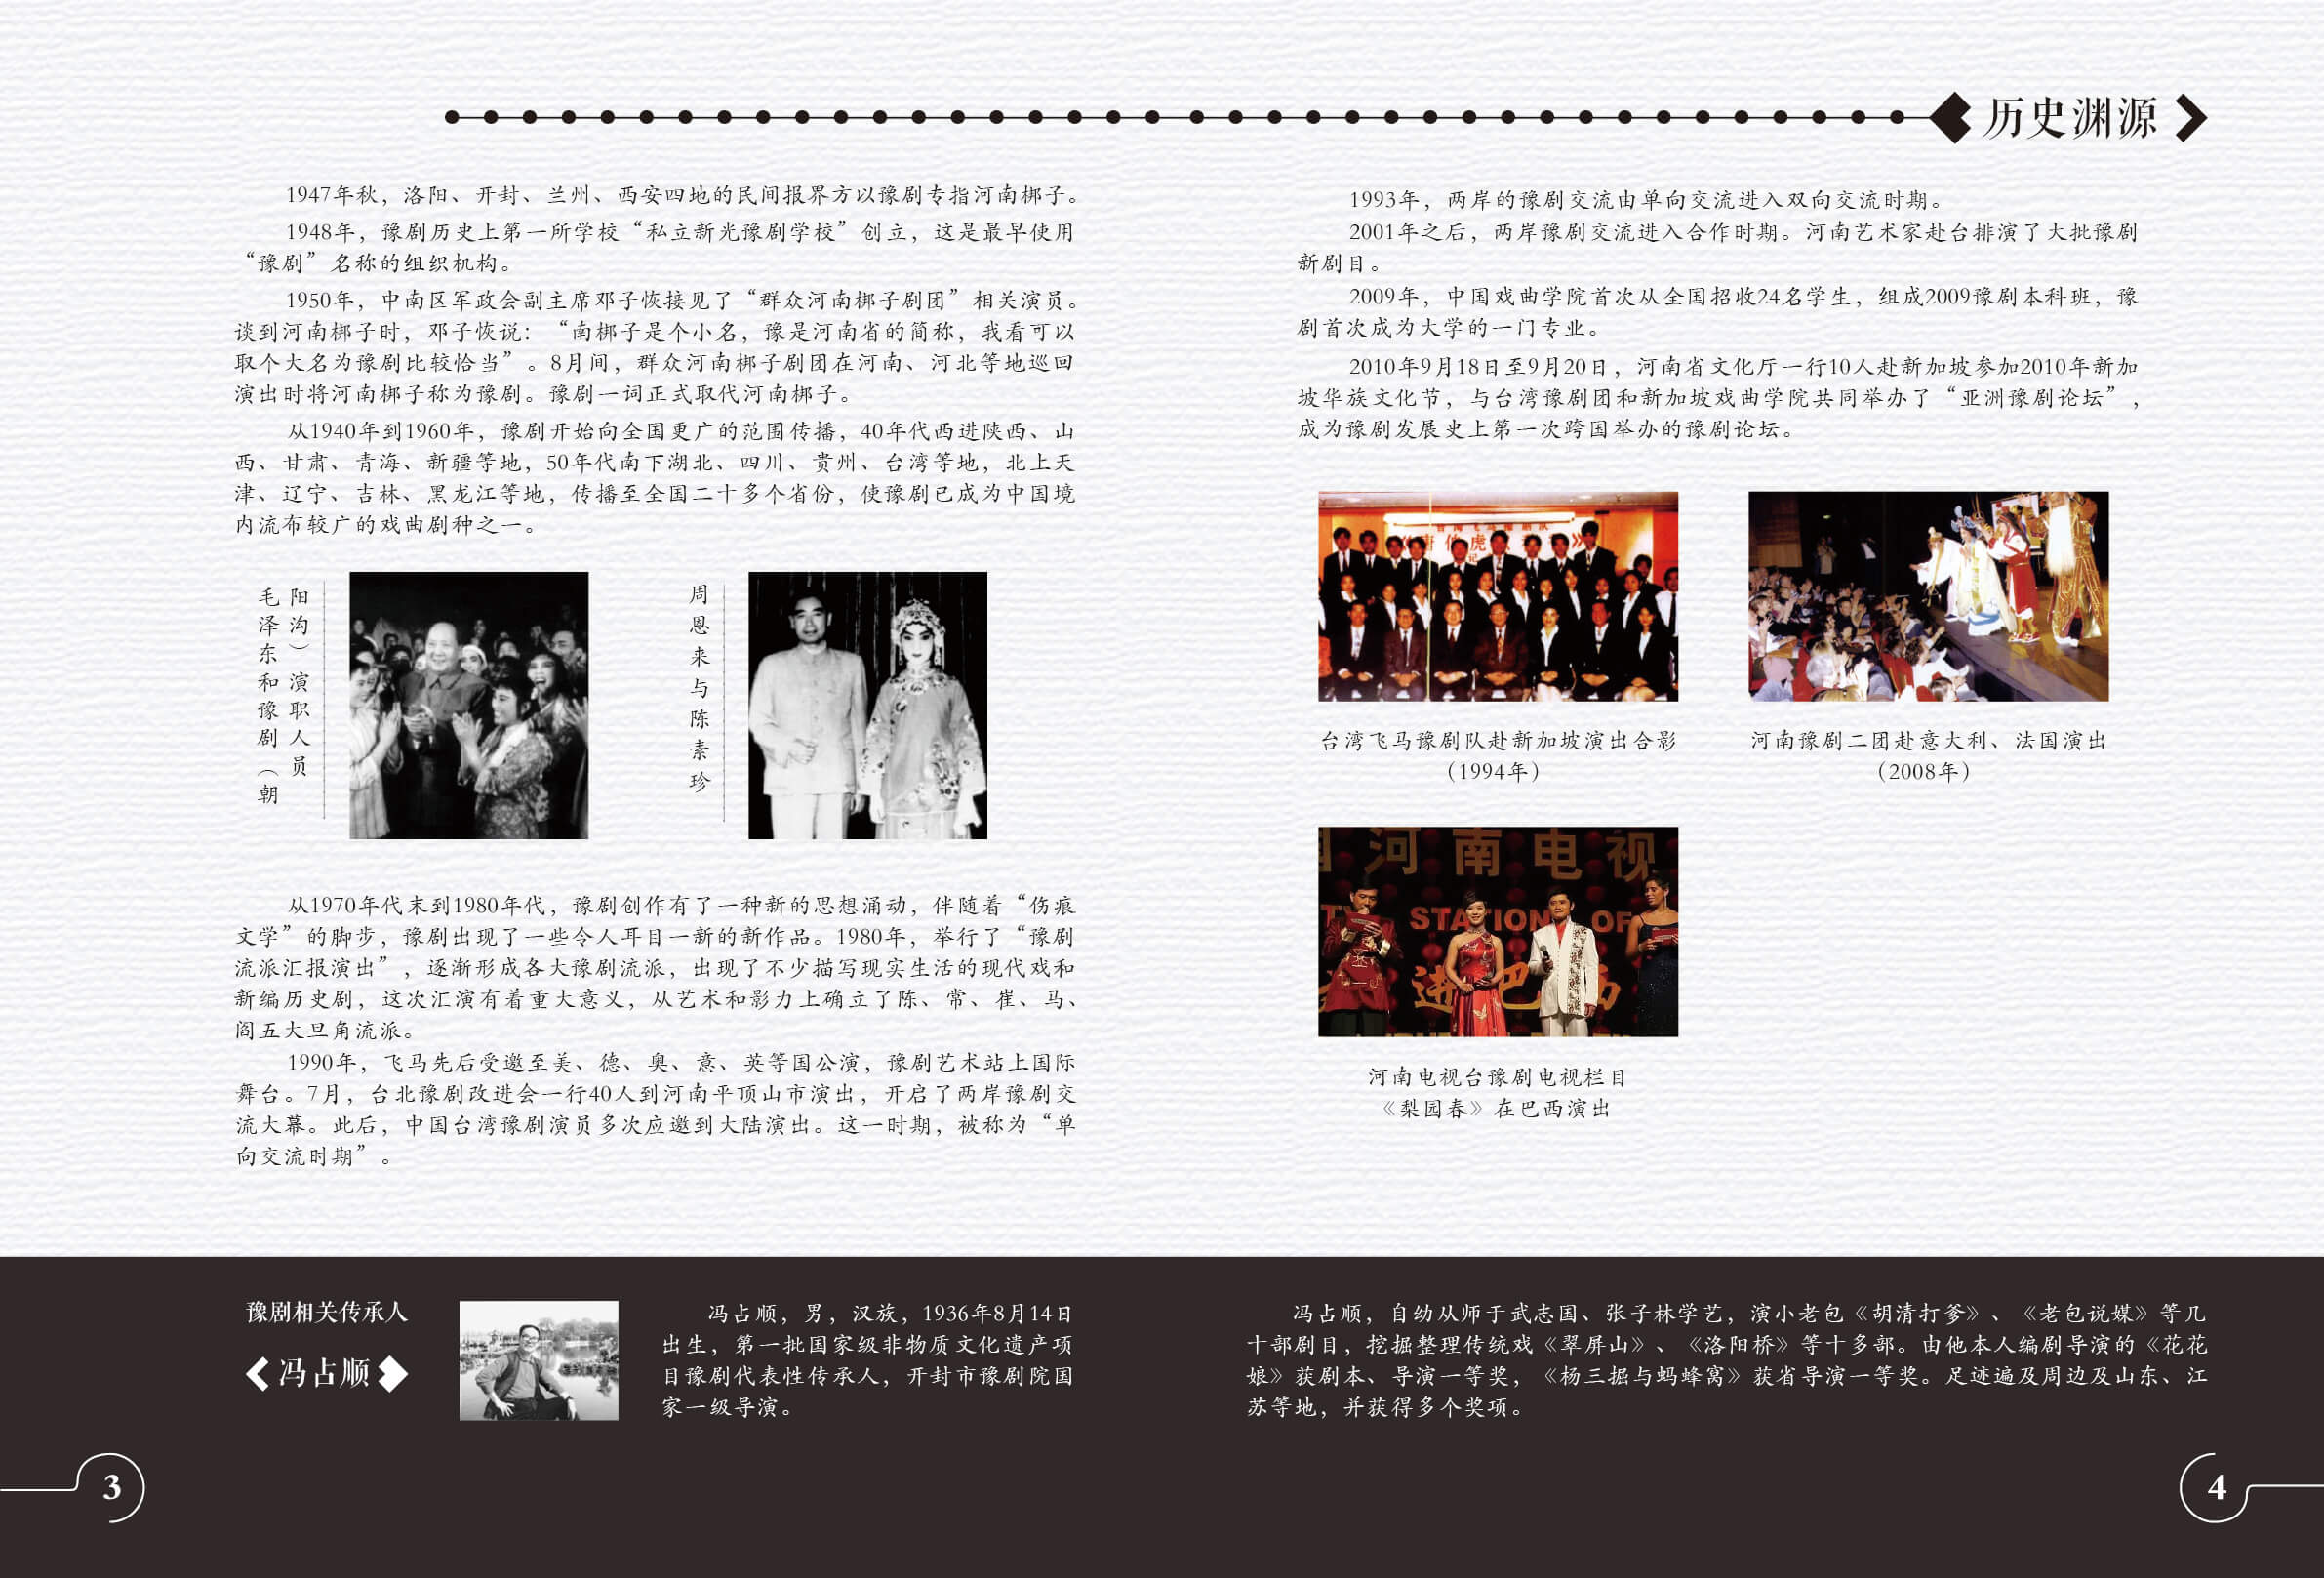 历史渊源
1947年秋，洛阳、开封、兰州、西安四地的民间报界方以豫剧专指河南梆子。
1948年，豫剧历史上第一所学校“私立新光豫剧学校”创立，这是最早使用
“豫剧”名称的组织机构。
1950年，中南区军政会副主席邓子恢接见了“群众河南梆子剧团”相关演员。
谈到河南梆子时，邓子恢说：“南梆子是个小名，豫是河南省的简称，我看可以
取个大名为豫剧比较恰当”。8月间，群众河南梆子剧团在河南、河北等地巡回
演出时将河南梆子称为豫剧。豫剧一词正式取代河南梆子。
从1940年到1960年，豫剧开始向全国更广的范围传播，40年代西进陕西、山
西、甘肃、青海、新疆等地，50年代南下湖北、四川、贵州、台湾等地，北上天
津、辽宁、吉林、黑龙江等地，传播至全国二十多个省份，使豫剧已成为中国境
内流布较广的戏曲剧种之一。
毛泽东和豫剧（朝
阳沟）演职人员
周恩来与陈素珍
从1970年代末到1980年代，豫剧创作有了一种新的思想涌动，伴随着“伤痕
文学”的脚步，豫剧出现了一些令人耳目一新的新作品。1980年，举行了“豫剧
流派汇报演出”，逐渐形成各大豫剧流派，出现了不少描写现实生活的现代戏和
新编历史剧，这次汇演有着重大意义，从艺术和影力上确立了陈、常、崔、马、
阎五大旦角流派。
1990年，飞马先后受邀至美、德、奥、意、英等国公演，豫剧艺术站上国际
舞台。7月，台北豫剧改进会一行40人到河南平顶山市演出，开启了两岸豫剧交
流大幕。此后，中国台湾豫剧演员多次应邀到大陆演出。这一时期，被称为“单
向交流时期”。
1993年，两岸的豫剧交流由单向交流进入双向交流时期。
2001年之后，两岸豫剧交流进入合作时期。河南艺术家赴台排演了大批豫剧
新剧目。
2009年，中国戏曲学院首次从全国招收24名学生，组成2009豫剧本科班，豫
剧首次成为大学的一门专业。
2010年9月18日至9月20日，河南省文化厅一行10人赴新加坡参加2010年新加
坡华族文化节，与台湾豫剧团和新加坡戏曲学院共同举办了“亚洲豫剧论坛”，
成为豫剧发展史上第一次跨国举办的豫剧论坛。
台湾飞马豫剧队赴新加坡演出合影
（1994年）
河南豫剧二团赴意大利、法国演出
（2008年）
河南电视
STATION OF
进巴西
河南电视台豫剧电视栏目
《梨园春》在巴西演出
豫剧相关传承人
冯占顺
冯占顺，男，汉族，1936年8月14日
出生，第一批国家级非物质文化遗产项
目豫剧代表性传承人，开封市豫剧院国
家一级导演。
冯占顺，自幼从师于武志国、张子林学艺，演小老包《胡清打爹》、《老包说媒》等几
十部剧目，挖掘整理传统戏《翠屏山》、《洛阳桥》等十多部。由他本人编剧导演的《花花
娘》获剧本、导演一等奖，《杨三掘与蚂蜂窝》获省导演一等奖。足迹遍及周边及山东、江
苏等地，并获得多个奖项。
3
4